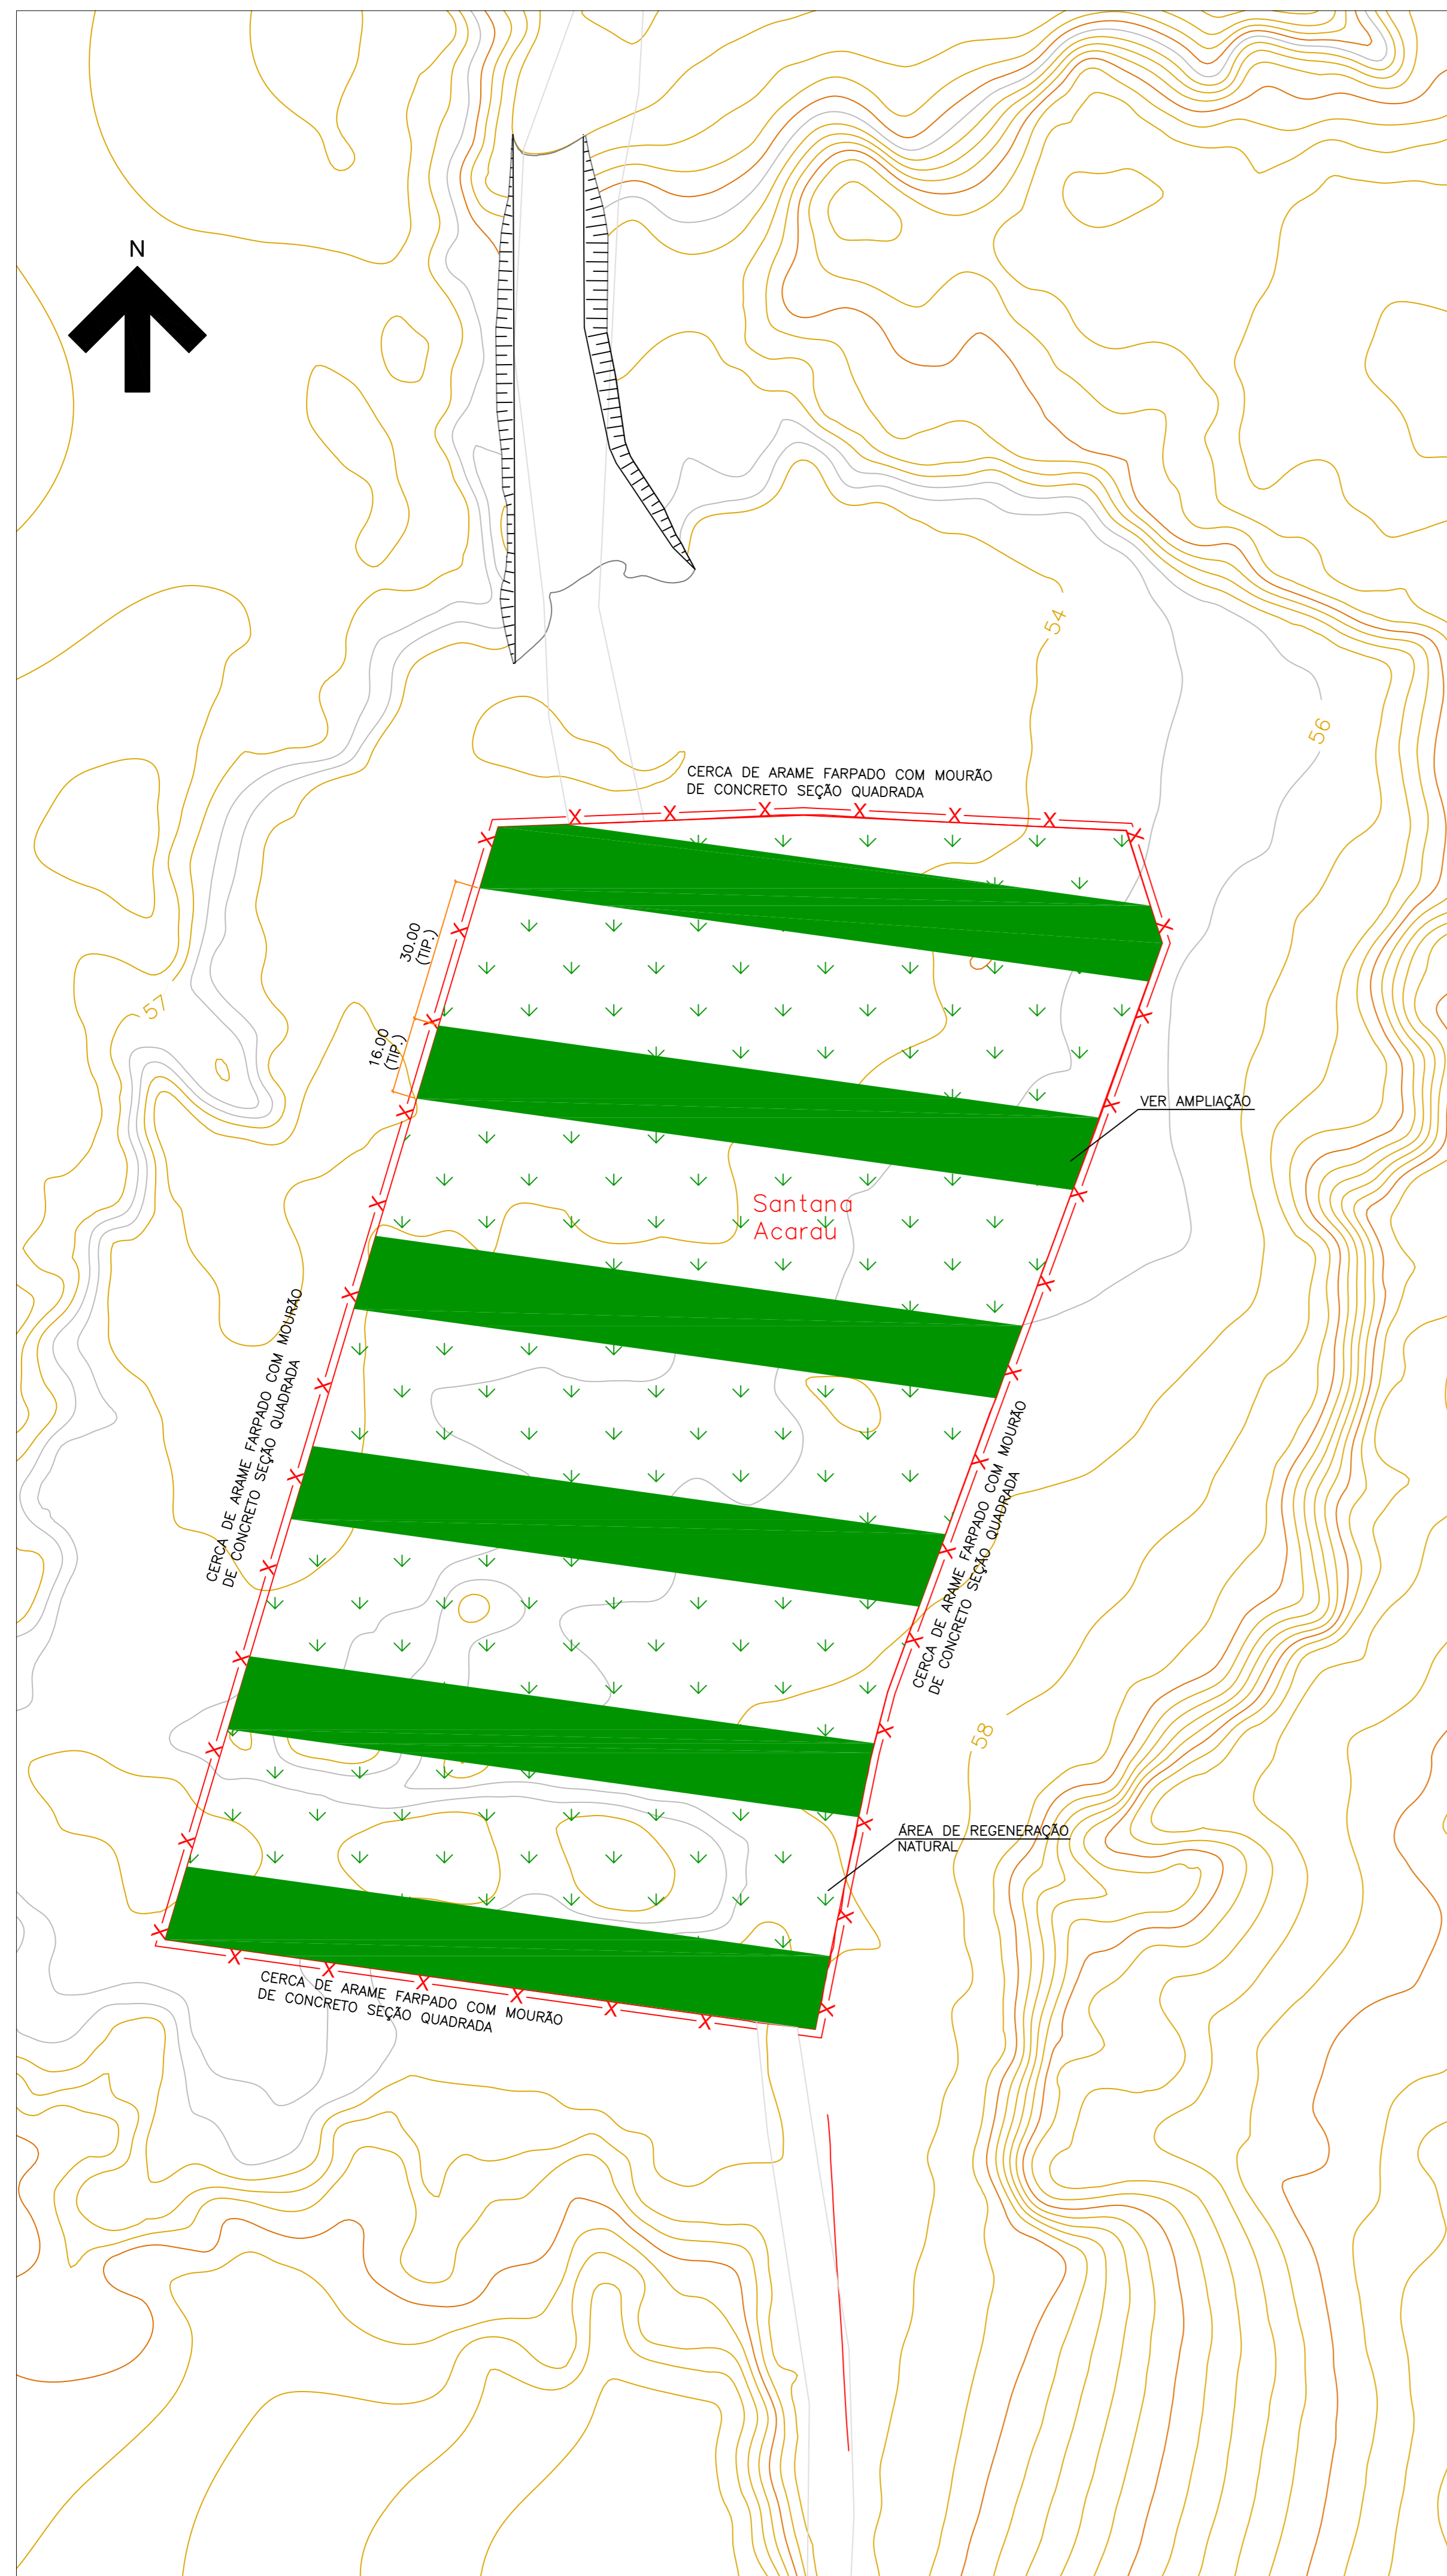 N
54
56
CERCA DE ARAME FARPADO COM MOURÃO
DE CONCRETO SEÇÃO QUADRADA
30.00
(TIP.)
57
16.00
(TIP.)
VER AMPLIAÇÃO
Santana
Acarau
CERCA DE ARAME FARPADO COM MOURÃO
DE CONCRETO SEÇÃO QUADRADA
CERCA DE ARAME FARPADO COM MOURÃO
DE CONCRETO SEÇÃO QUADRADA
58
ÁREA DE REGENERAÇÃO
NATURAL
CERCA DE ARAME FARPADO COM MOURÃO
DE CONCRETO SEÇÃO QUADRADA